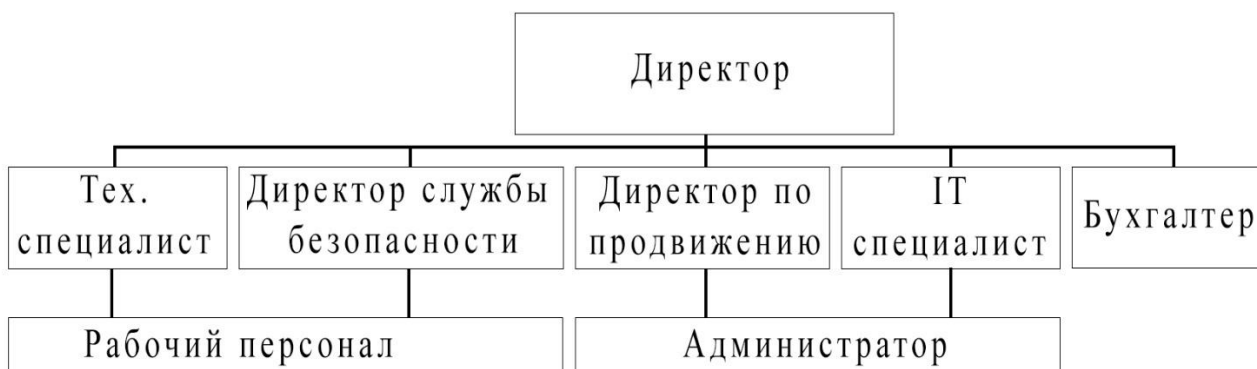 Директор
Тех.
специалист
Директор службы
безопасности
Директор по
продвижению
IT
специалист
Бухгалтер
Рабочий персонал
Администратор